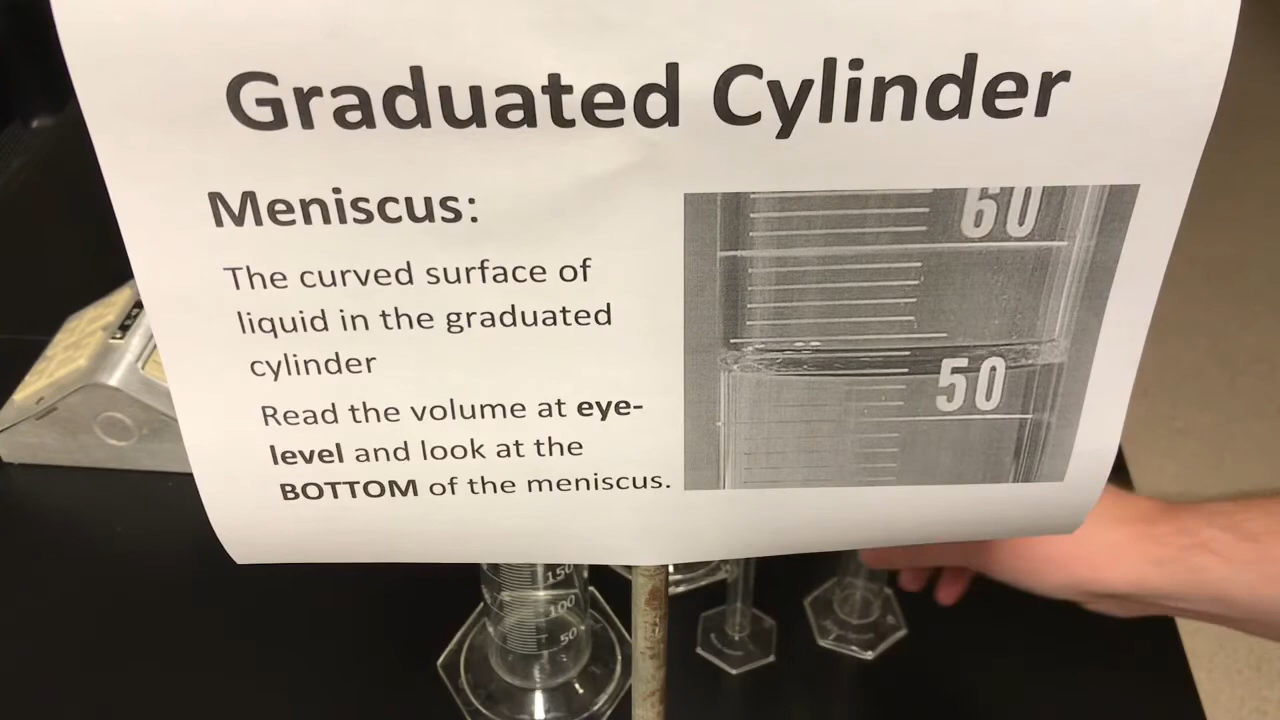 Graduated Cylinder
Meniscus:
The curved surface of
liquid in the graduated
cylinder
Read the volume at eye-
level and look at the
BOTTOM of the meniscus.
60
50
150
100
50